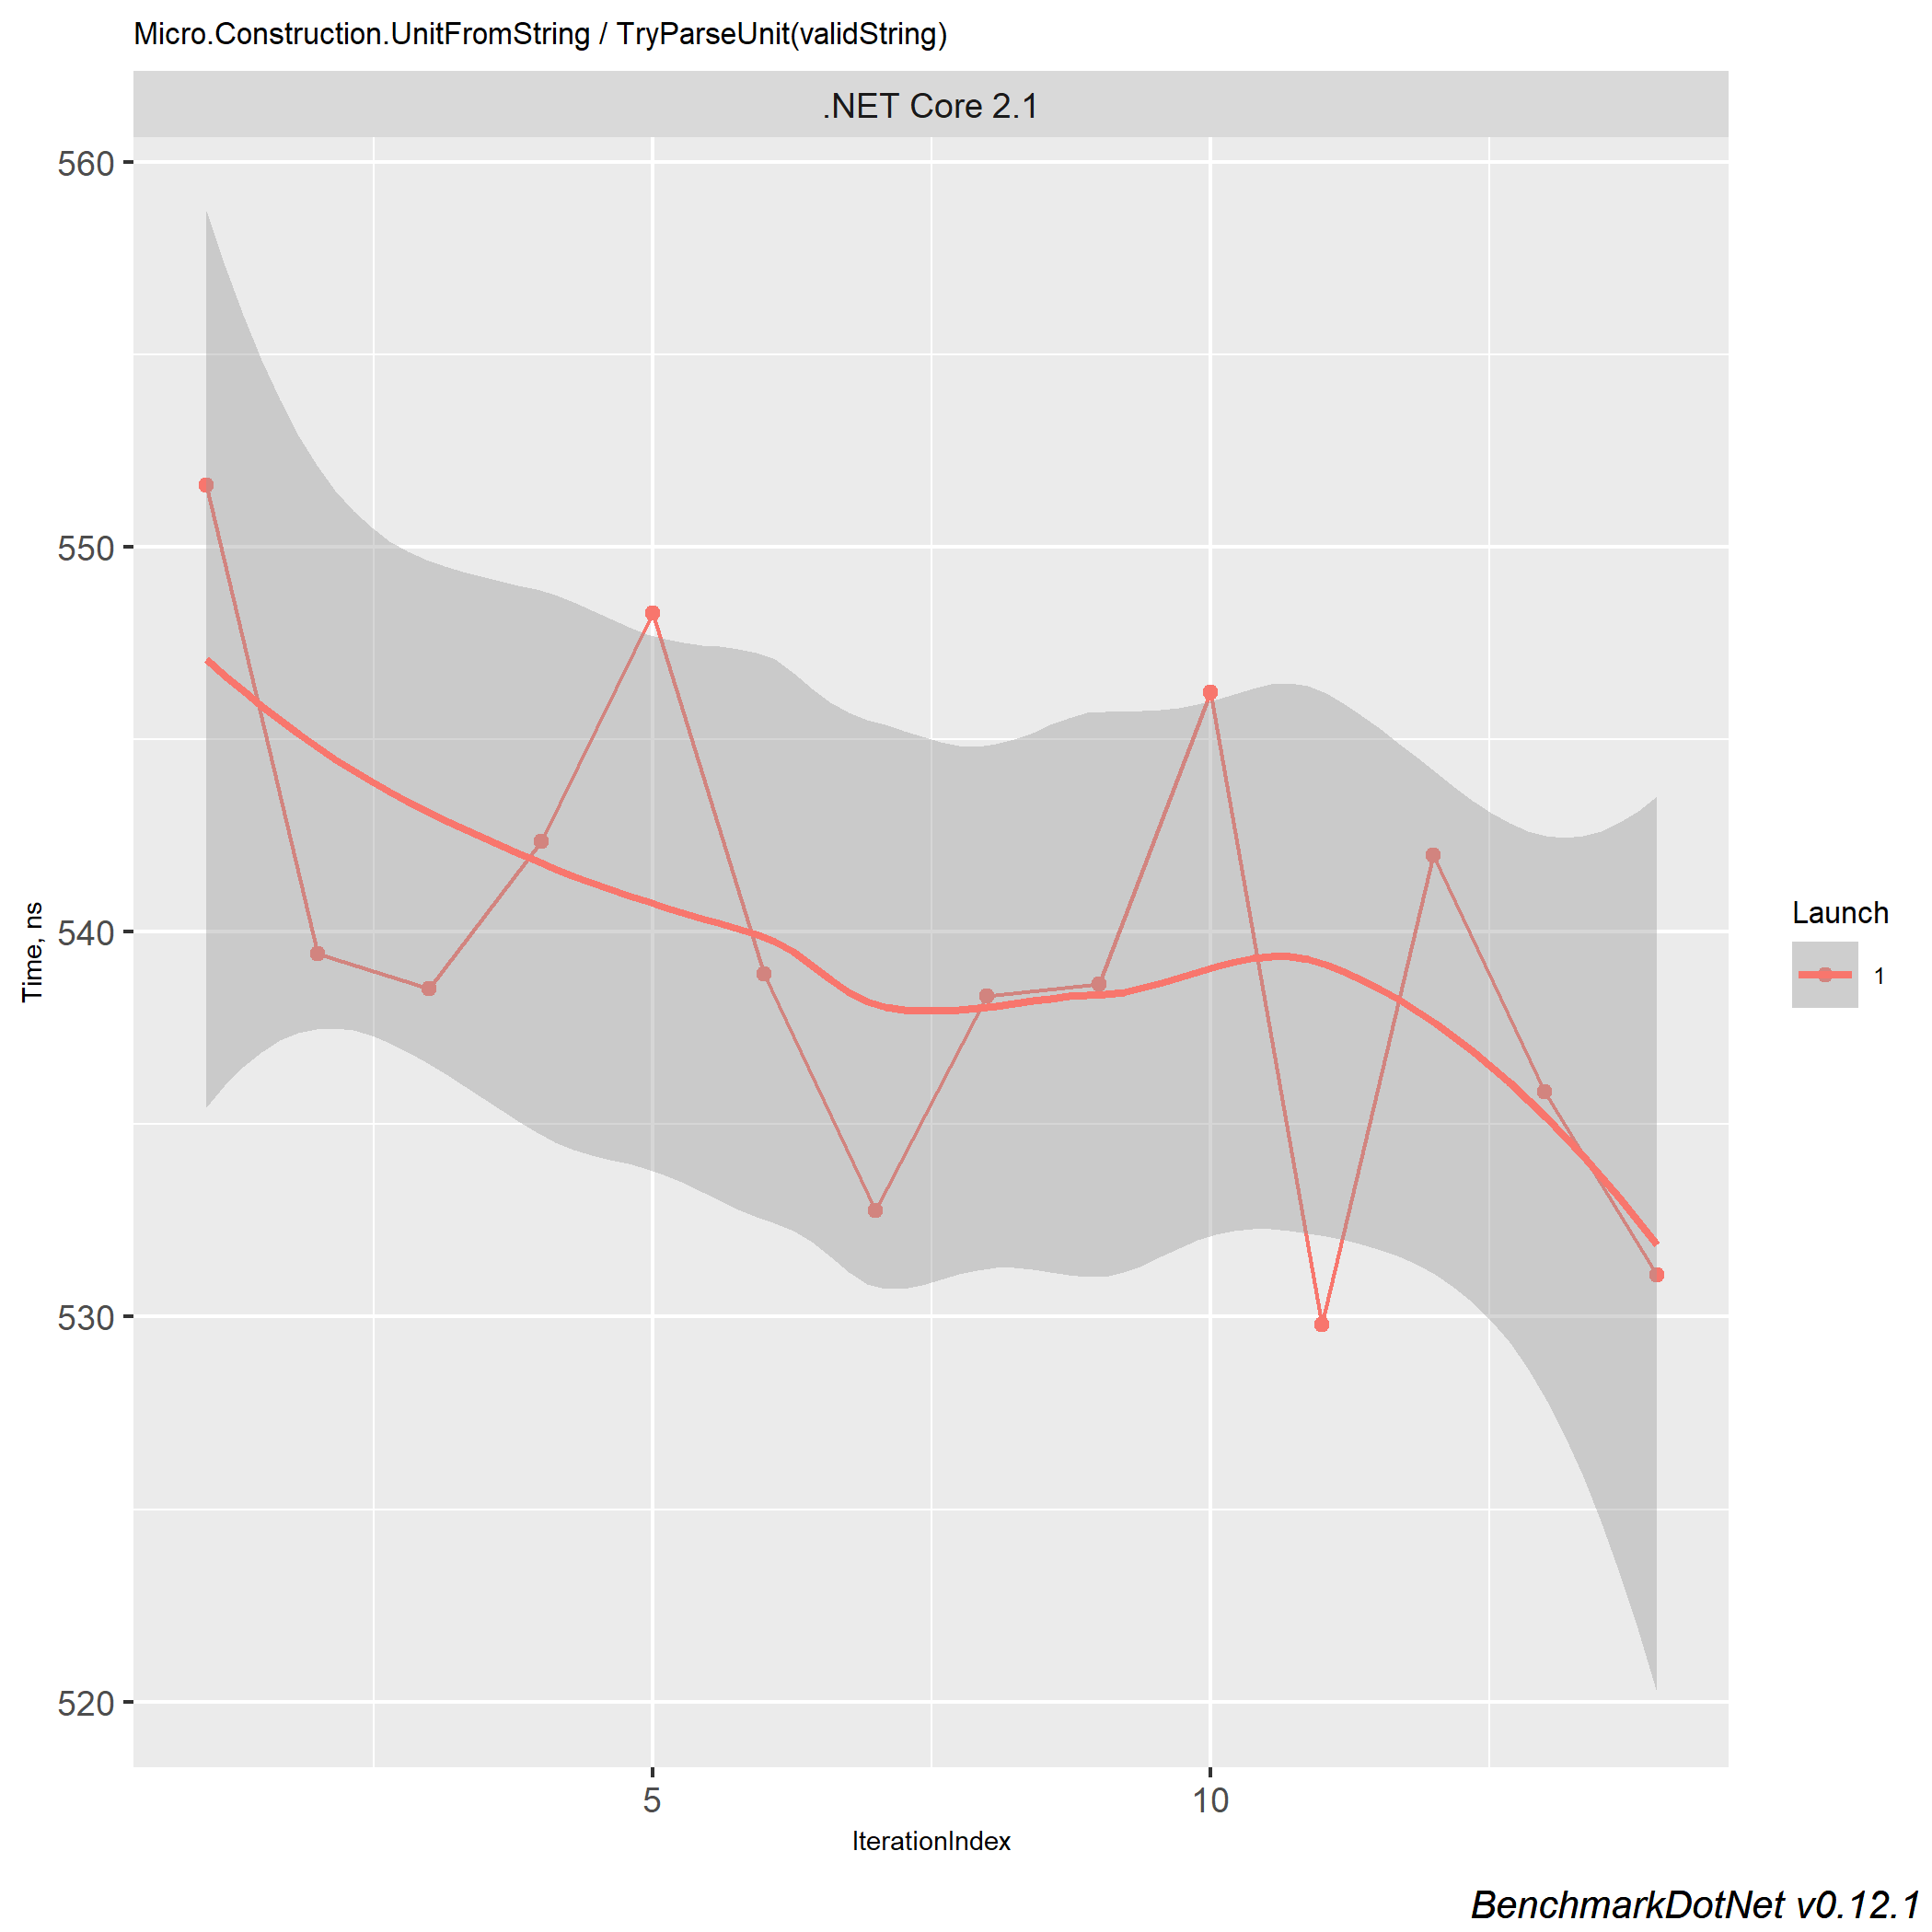 Micro.Construction.UnitFromString / TryParseUnit(validString)
.NET Core 2.1
560
550
540
530
520
Time, ns
5
10
IterationIndex
Launch
1
BenchmarkDotNet v0.12.1